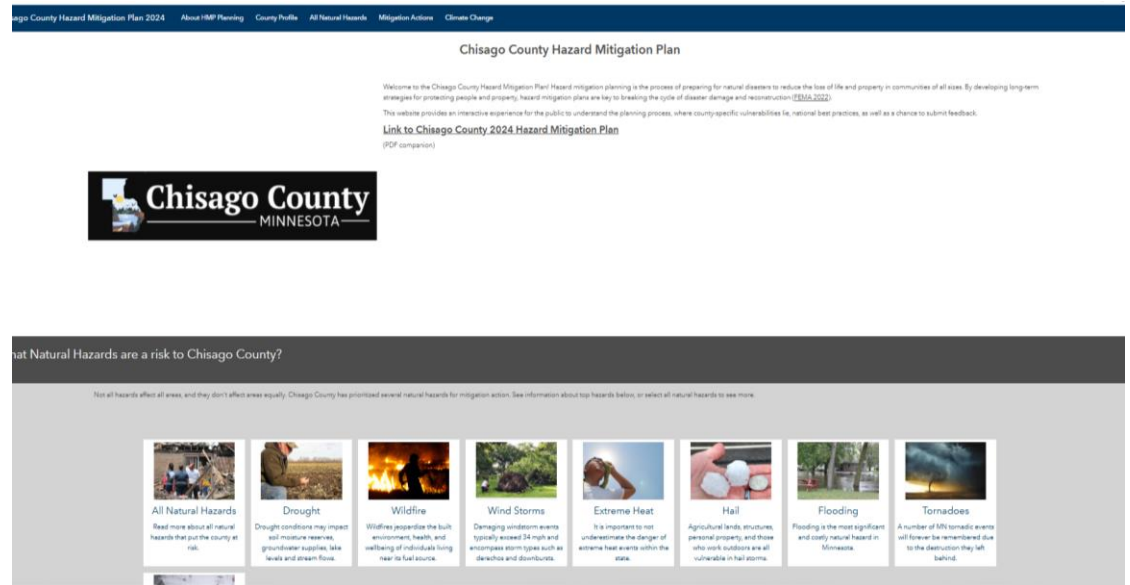 ago County Hazard Mitigation Plan 2024 About HMP Planning County Profile All Natural Hazards Mitigation Actions Climate Change
Chisago County Hazard Mitigation Plan
Welcome to the Chisago County Hazard Mitigation Plan! Hazard mitigation planning is the process of preparing for natural disasters to reduce the loss of life and property in communities of all sizes. By developing long-term
strategies for protecting people and property, hazard mitigation plans are key to breaking the cycle of disaster damage and reconstruction (FEMA 2022).
This website provides an interactive experience for the public to understand the planning process, where county-specific vulnerabilities lie, national best practices, as well as a chance to submit feedback.
Link to Chisago County 2024 Hazard Mitigation Plan
(PDF companion)
Chisago County
MINNESOTA
hat Natural Hazards are a risk to Chisago County?
Not all hazards affect all areas, and they don't affect areas equally. Chisago County has prioritized several natural hazards for mitigation action. See information about top hazards below, or select all natural hazards to see more.
All Natural Hazards
Read more about all natural
hazards that put the county at
risk.
Drought
Drought conditions may impact
soil moisture reserves,
groundwater supplies, lake
levels and stream flows.
Wildfire
Wildfires jeopardize the built
environment, health, and
wellbeing of individuals living
near its fuel source.
Wind Storms
Damaging windstorm events
typically exceed 34 mph and
encompass storm types such as
derechos and downbursts.
Extreme Heat
It is important to not
underestimate the danger of
extreme heat events within the
state.
Hail
Agricultural lands, structures,
personal property, and those
who work outdoors are all
vulnerable in hail storms.
Flooding
Flooding is the most significant
and costly natural hazard in
Minnesota.
Tornadoes
A number of MN tornadic events
will forever be remembered due
to the destruction they left
behind.